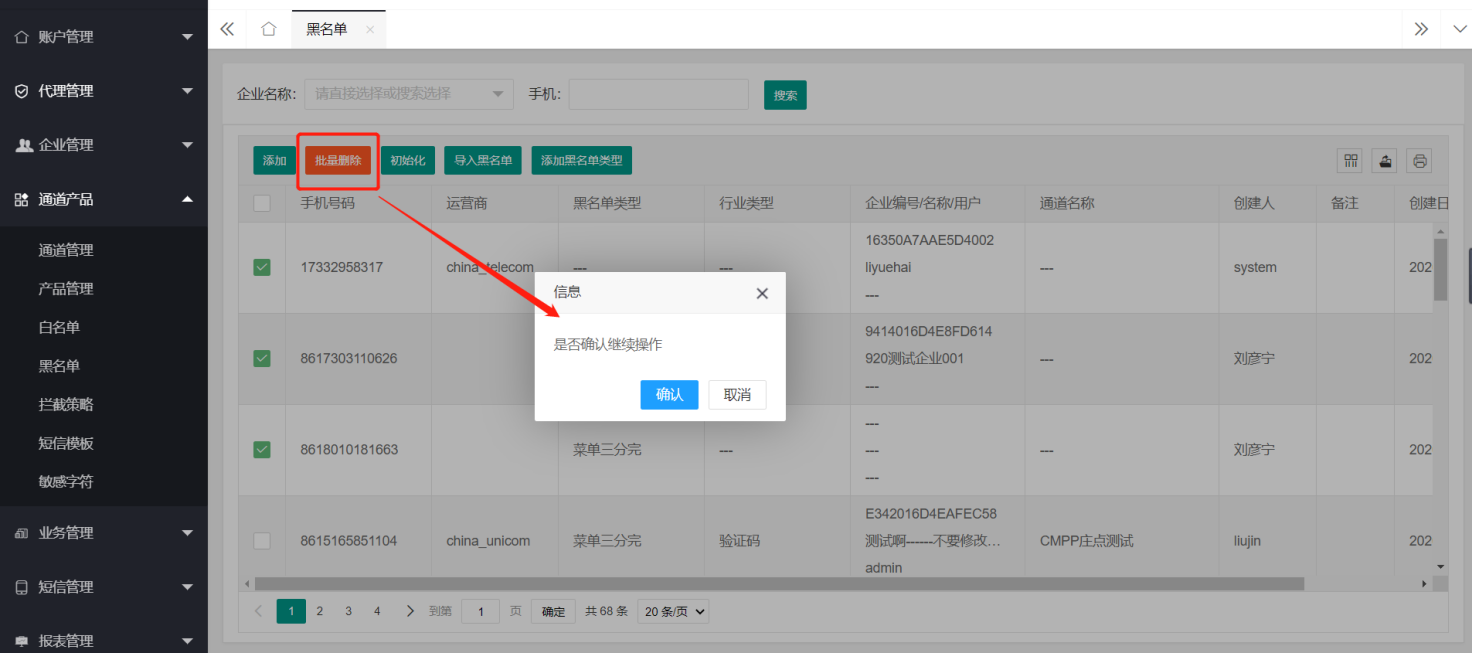 账户管理
代理管理
企业管理
通道产品
通道管理
产品管理
白名单
黑名单
拦截策略
短信模板
敏感字符
业务管理
短信管理
报表管理
黑名单
企业名称: 请直接选择或搜索选择 手机: 搜索
添加 批量删除 初始化 导入黑名单 添加黑名单类型
手机号码 运营商 黑名单类型 行业类型 企业编号/名称/用户 通道名称 创建人 备注 创建日
16350A7AAE5D4002
17332958317 china_telecom --- --- liyuehai --- system 202
---
9414016D4E8FD614
8617303110626 920测试企业001 --- 刘彦宁 202
---
信息
是否确认继续操作
确认 取消
---
8618010181663 菜单三分完 --- --- --- 刘彦宁 202
---
E342016D4EAFEC58
8615165851104 china_unicom 菜单三分完 验证码 测试啊------不要修改... CMPP庄点测试 liujin 202
admin
1 2 3 4 到第 1 页 确定 共 68 条 20 条/页